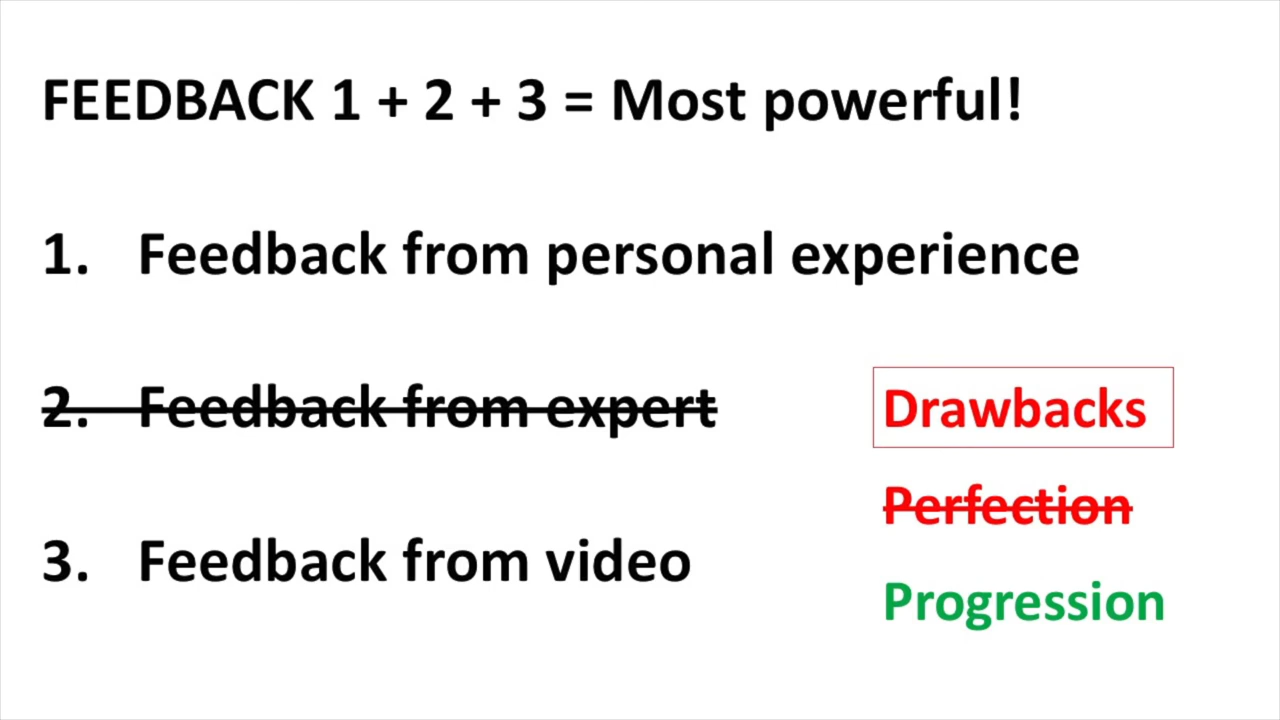 FEEDBACK 1 + 2 + 3 = Most powerful!
1. Feedback from personal experience
2. Feedback from expert
Drawbacks
Perfection
3. Feedback from video
Progression